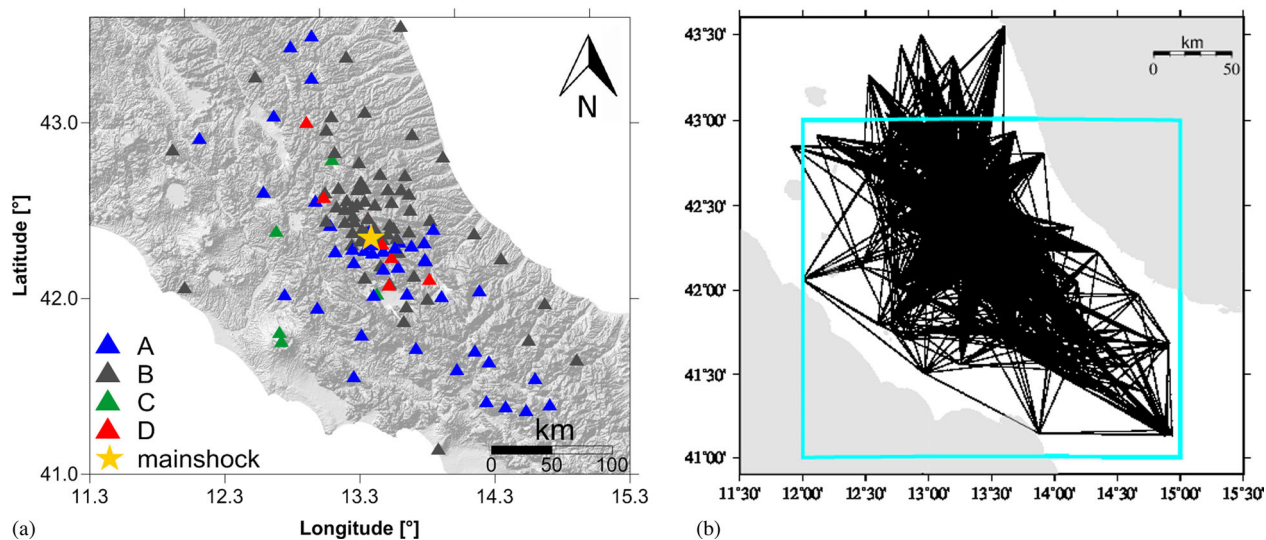 43.0
42.0
41.0
Latitude [°]
A
B
C
D
mainshock
N
km
0 50 100
11.3 12.3 13.3 14.3 15.3
Longitude [°]
(a)
43°30'
43°00'
42°30'
42°00'
41°30'
41°00'
km
0 50
11°30' 12°00' 12°30' 13°00' 13°30' 14°00' 14°30' 15°00' 15°30'
(b)